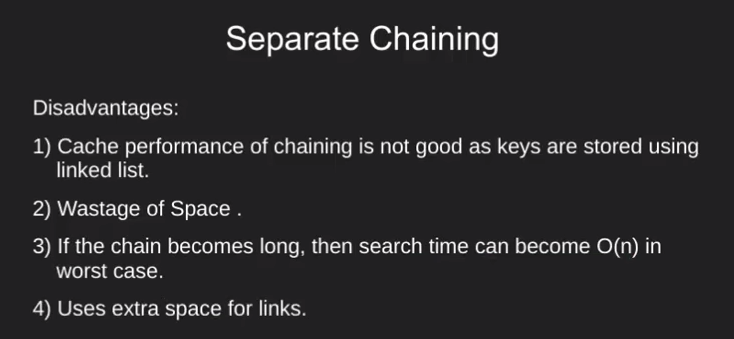 Separate Chaining
Disadvantages:
1) Cache performance of chaining is not good as keys are stored using
linked list.
2) Wastage of Space .
3) If the chain becomes long, then search time can become O(n) in
worst case.
4) Uses extra space for links.